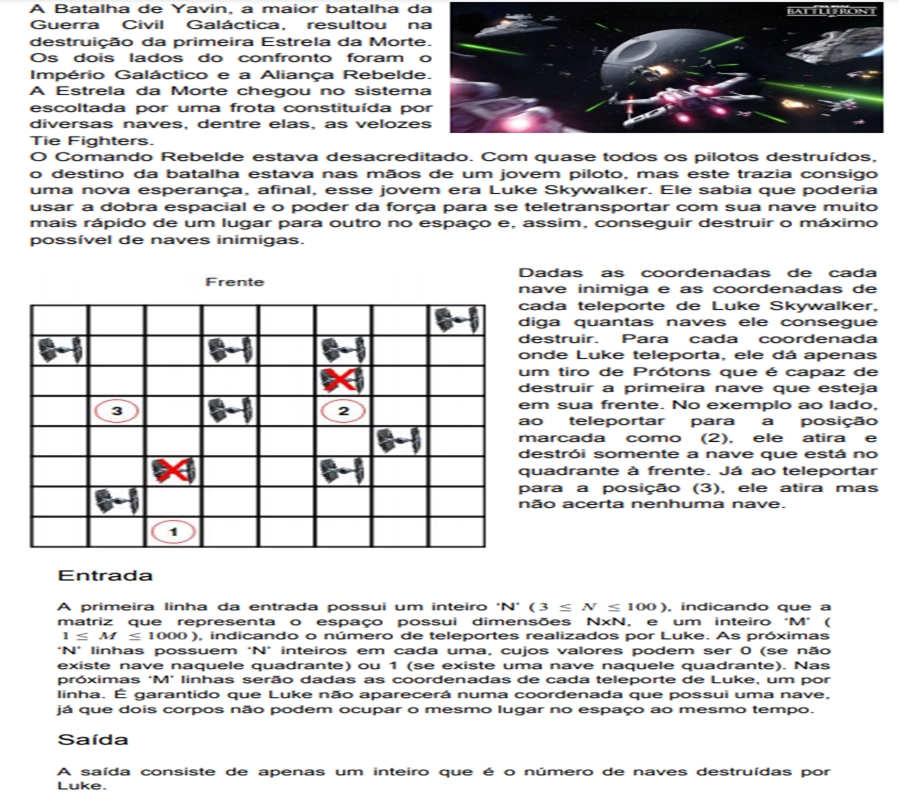 A Batalha de Yavin, a maior batalha da
Guerra Civil Galáctica, resultou na
destruição da primeira Estrela da Morte.
Os dois lados do confronto foram o
Império Galáctico e a Aliança Rebelde.
A Estrela da Morte chegou no sistema
escoltada por uma frota constituída por
diversas naves, dentre elas, as velozes
Tie Fighters.
BATTLEFRONT
O Comando Rebelde estava desacreditado. Com quase todos os pilotos destruídos,
o destino da batalha estava nas mãos de um jovem piloto, mas este trazia consigo
uma nova esperança, afinal, esse jovem era Luke Skywalker. Ele sabia que poderia
usar a dobra espacial e o poder da força para se teletransportar com sua nave muito
mais rápido de um lugar para outro no espaço e, assim, conseguir destruir o máximo
possível de naves inimigas.
Frente
3
2
1
Dadas as coordenadas de cada
nave inimiga e as coordenadas de
cada teleporte de Luke Skywalker,
diga quantas naves ele consegue
destruir. Para cada coordenada
onde Luke teleporta, ele dá apenas
um tiro de Prótons que é capaz de
destruir a primeira nave que esteja
em sua frente. No exemplo ao lado,
ao teleportar para a posição
marcada como (2), ele atira e
destrói somente a nave que está no
quadrante à frente. Já ao teleportar
para a posição (3), ele atira mas
não acerta nenhuma nave.
Entrada
A primeira linha da entrada possui um inteiro 'N' ( 3 ≤ N ≤ 100 ), indicando que a
matriz que representa o espaço possui dimensões NxN, e um inteiro 'M' (
1 ≤ M ≤ 1000 ), indicando o número de teleportes realizados por Luke. As próximas
'N' linhas possuem 'N' inteiros em cada uma, cujos valores podem ser 0 (se não
existe nave naquele quadrante) ou 1 (se existe uma nave naquele quadrante). Nas
próximas 'M' linhas serão dadas as coordenadas de cada teleporte de Luke, um por
linha. É garantido que Luke não aparecerá numa coordenada que possui uma nave,
já que dois corpos não podem ocupar o mesmo lugar no espaço ao mesmo tempo.
Saída
A saída consiste de apenas um inteiro que é o número de naves destruídas por
Luke.